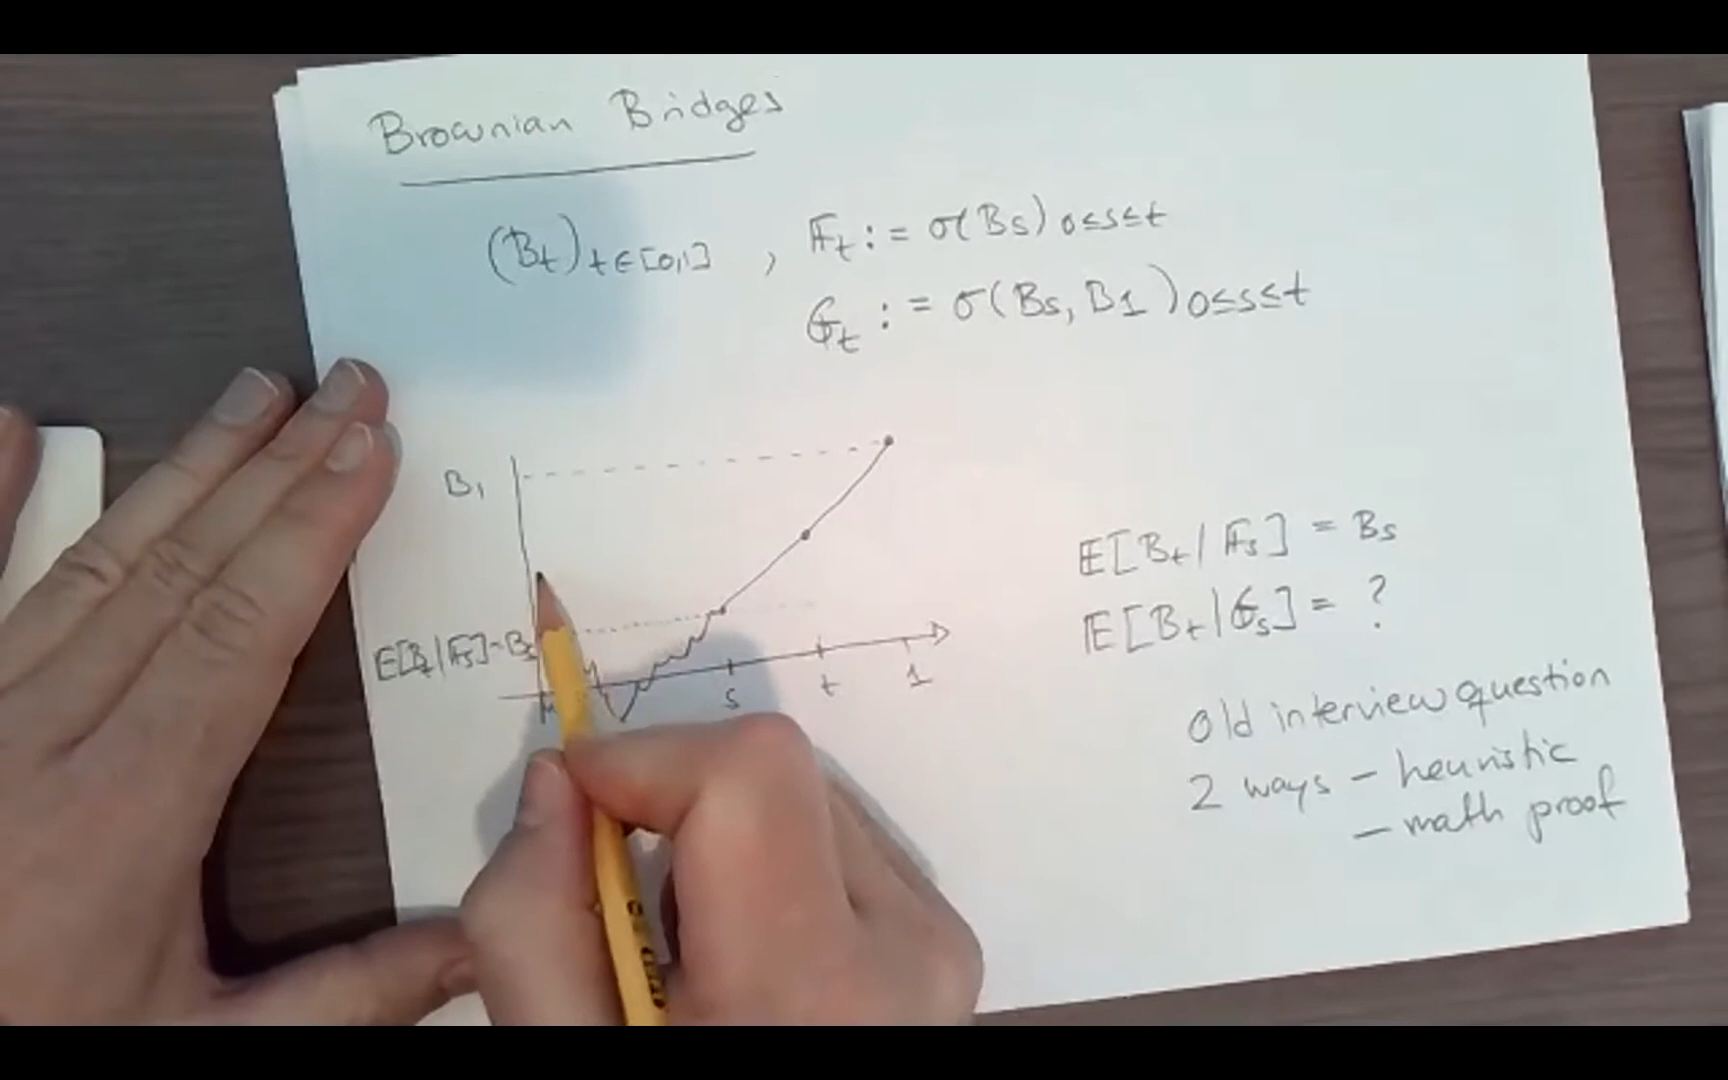 Brownian Bridges
(Bt)t∈[0,1] , Ft := σ(Bs)0≤s≤t
Gt := σ(Bs, B1)0≤s≤t
B1
E[Bt|Fs] = Bs
E[Bt|Fs]=Bs
E[Bt|Gs] = ?
s t 1
old interview question
2 ways – heuristic
– math proof